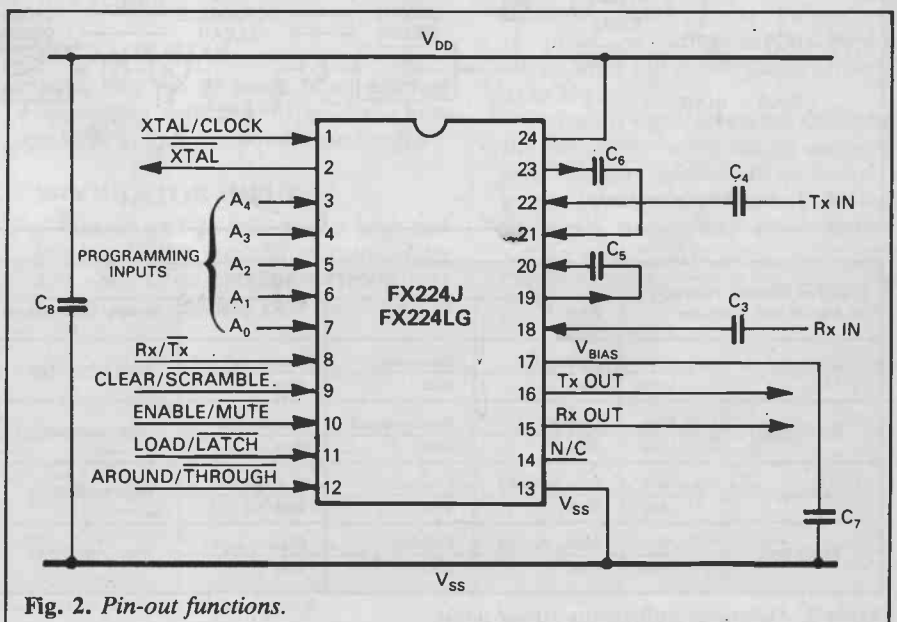 V_DD
XTAL/CLOCK 1 24
XTAL 2 23 C6
A4 3 22 C4 Tx IN
A3 4 21
PROGRAMMING INPUTS A2 5 20 C5
A1 6 FX224J 19
A0 7 FX224LG 18 C3 Rx IN
C8
Rx/Tx 8 17 V_BIAS
CLEAR/SCRAMBLE 9 16 Tx OUT
ENABLE/MUTE 10 15 Rx OUT
LOAD/LATCH 11 14 N/C
AROUND/THROUGH 12 13 V_SS
C7
V_SS
Fig. 2. Pin-out functions.